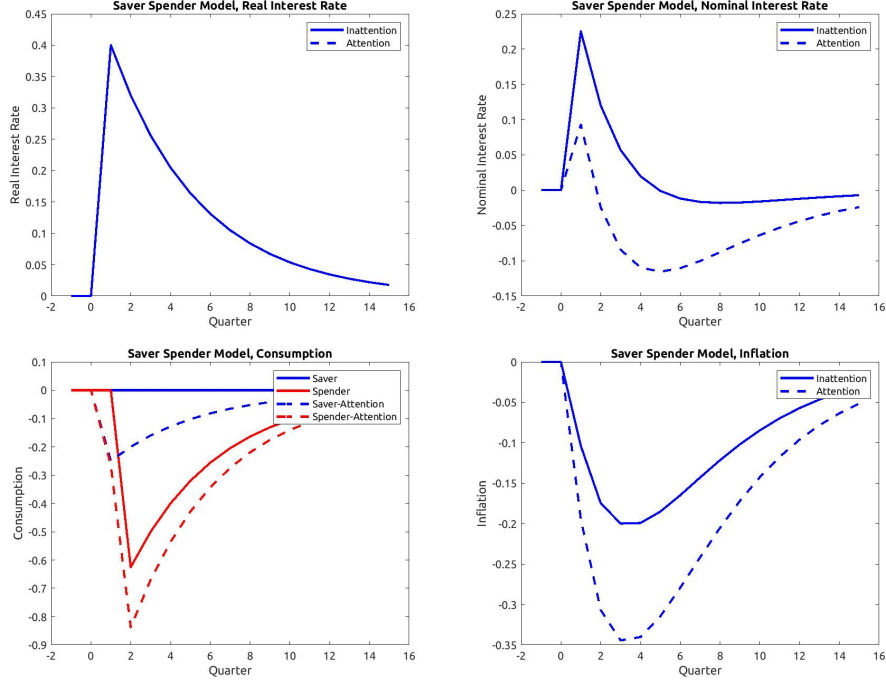 Saver Spender Model, Real Interest Rate
0.45
0.4
0.35
0.3
0.25
0.2
0.15
0.1
0.05
0
Real Interest Rate
Inattention
Attention
-2 0 2 4 6 8 10 12 14 16
Quarter
Saver Spender Model, Nominal Interest Rate
0.25
0.2
0.15
0.1
0.05
0
-0.05
-0.1
-0.15
Nominal Interest Rate
Inattention
Attention
-2 0 2 4 6 8 10 12 14 16
Quarter
Saver Spender Model, Consumption
0.1
0
-0.1
-0.2
-0.3
-0.4
-0.5
-0.6
-0.7
-0.8
-0.9
Consumption
Saver
Spender
Saver-Attention
Spender-Attention
-2 0 2 4 6 8 10 12 14 16
Quarter
Saver Spender Model, Inflation
0
-0.05
-0.1
-0.15
-0.2
-0.25
-0.3
-0.35
Inflation
Inattention
Attention
-2 0 2 4 6 8 10 12 14 16
Quarter